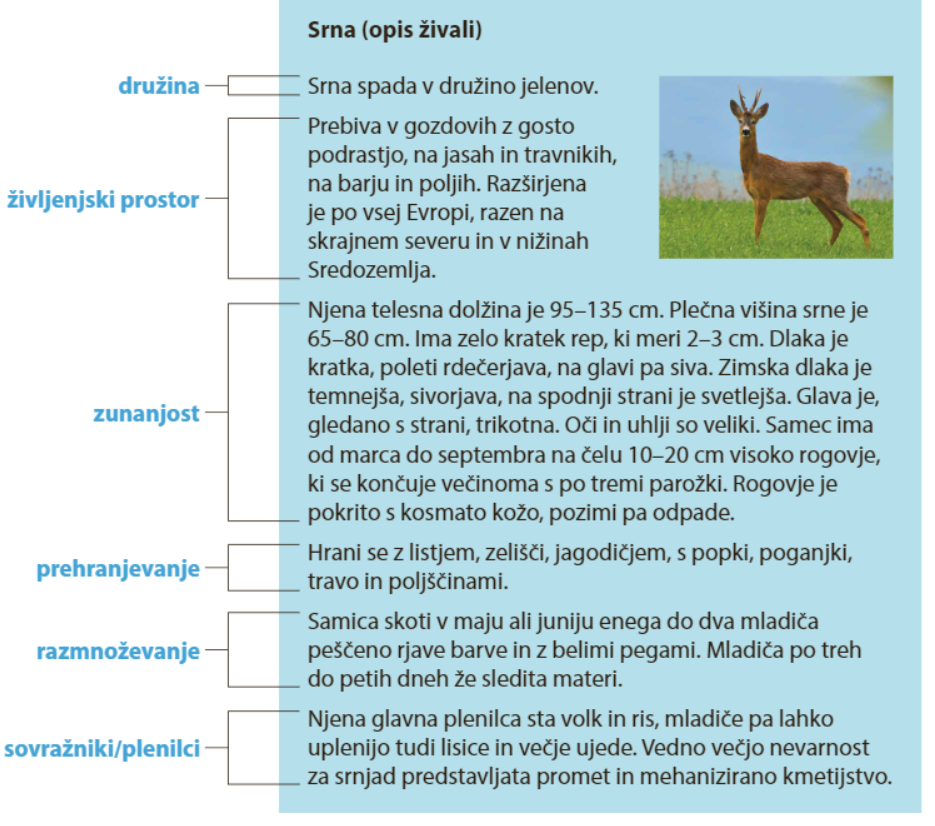 Srna (opis živali)
družina
Srna spada v družino jelenov.
življenjski prostor
Prebiva v gozdovih z gosto
podrastjo, na jasah in travnikih,
na barju in poljih. Razširjena
je po vsej Evropi, razen na
skrajnem severu in v nižinah
Sredozemlja.
zunanjost
Njena telesna dolžina je 95–135 cm. Plečna višina srne je
65–80 cm. Ima zelo kratek rep, ki meri 2–3 cm. Dlaka je
kratka, poleti rdečerjava, na glavi pa siva. Zimska dlaka je
temnejša, sivorjava, na spodnji strani je svetlejša. Glava je,
gledano s strani, trikotna. Oči in uhlji so veliki. Samec ima
od marca do septembra na čelu 10–20 cm visoko rogovje,
ki se končuje večinoma s po tremi parožki. Rogovje je
pokrito s kosmato kožo, pozimi pa odpade.
prehranjevanje
Hrani se z listjem, zelišči, jagodičjem, s popki, poganjki,
travo in poljščinami.
razmnoževanje
Samica skoti v maju ali juniju enega do dva mladiča
peščeno rjave barve in z belimi pegami. Mladiča po treh
do petih dneh že sledita materi.
sovražniki/plenilci
Njena glavna plenilca sta volk in ris, mladiče pa lahko
uplenijo tudi lisice in večje ujede. Vedno večjo nevarnost
za srnjad predstavljata promet in mehanizirano kmetijstvo.